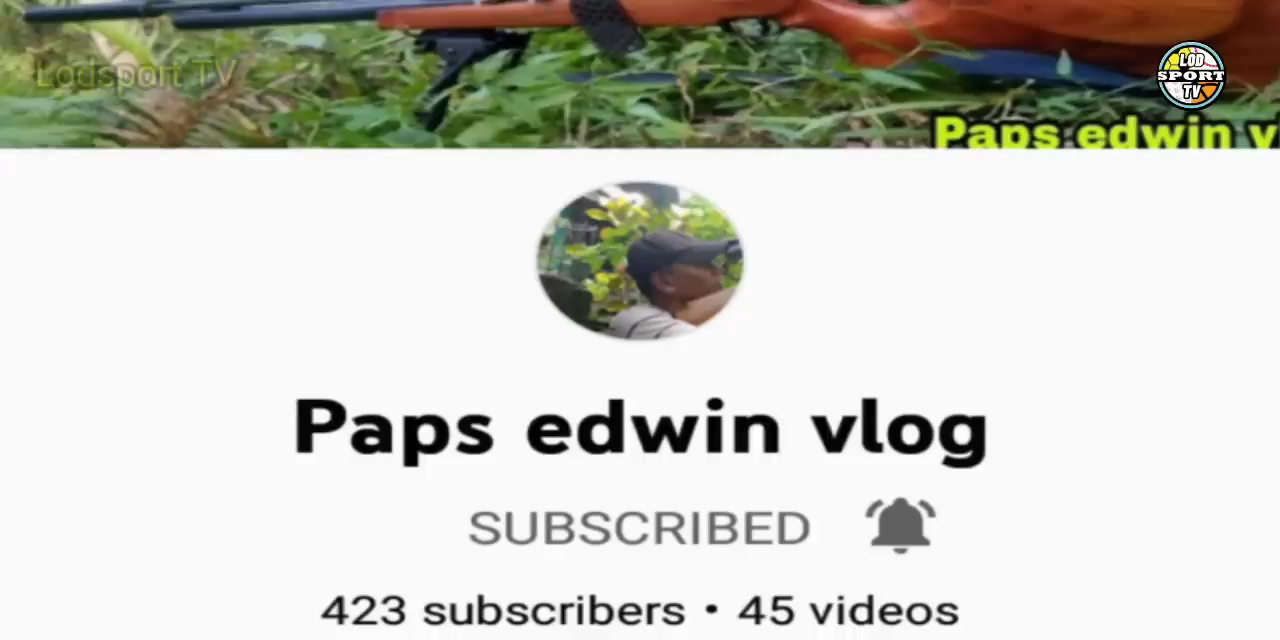 Lodsport TV
LOD
SPORT
TV
Paps edwin v
Paps edwin vlog
SUBSCRIBED
423 subscribers • 45 videos